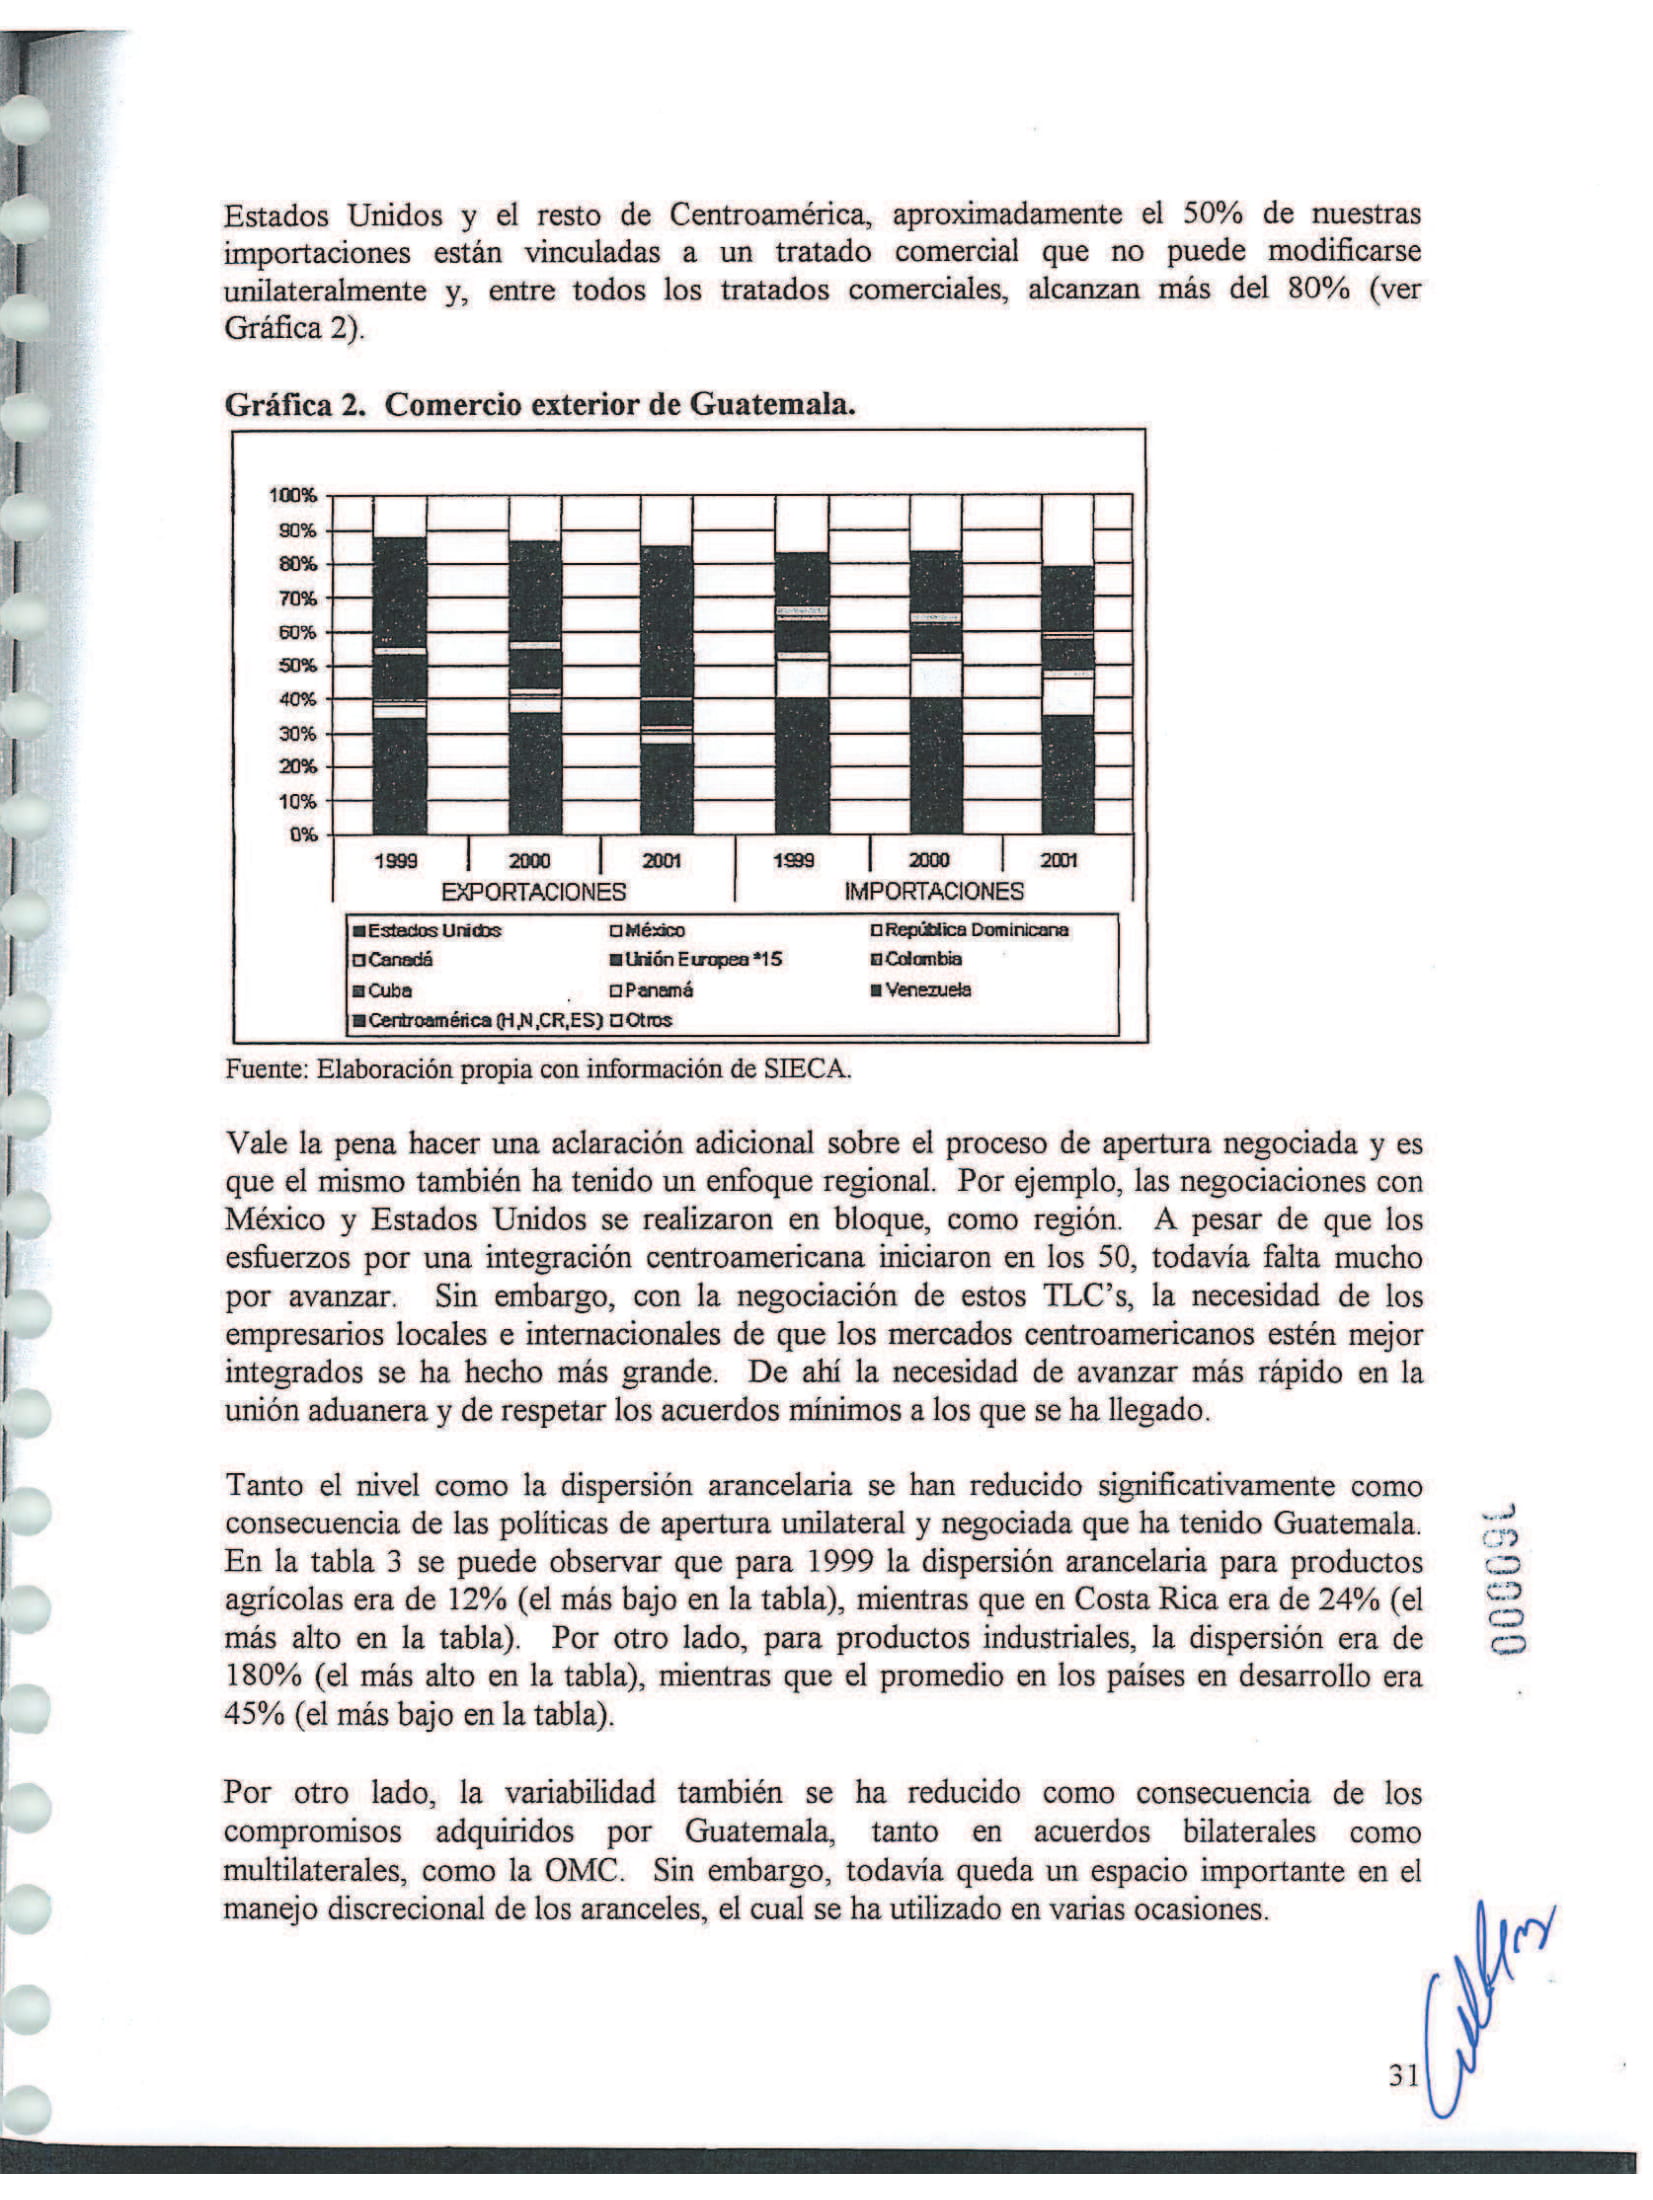 Estados Unidos y el resto de Centroamérica, aproximadamente el 50% de nuestras
importaciones están vinculadas a un tratado comercial que no puede modificarse
unilateralmente y, entre todos los tratados comerciales, alcanzan más del 80% (ver
Gráfica 2).
Gráfica 2. Comercio exterior de Guatemala.
100%
90%
80%
70%
60%
50%
40%
30%
20%
10%
0%
1999 2000 2001 1999 2000 2001
EXPORTACIONES IMPORTACIONES
Estados Unidos México República Dominicana
Canadá Unión Europea *15 Colombia
Cuba Panamá Venezuela
Centroamérica (H,N,CR,ES) Otros
Fuente: Elaboración propia con información de SIECA.
Vale la pena hacer una aclaración adicional sobre el proceso de apertura negociada y es
que el mismo también ha tenido un enfoque regional. Por ejemplo, las negociaciones con
México y Estados Unidos se realizaron en bloque, como región. A pesar de que los
esfuerzos por una integración centroamericana iniciaron en los 50, todavía falta mucho
por avanzar. Sin embargo, con la negociación de estos TLC's, la necesidad de los
empresarios locales e internacionales de que los mercados centroamericanos estén mejor
integrados se ha hecho más grande. De ahí la necesidad de avanzar más rápido en la
unión aduanera y de respetar los acuerdos mínimos a los que se ha llegado.
Tanto el nivel como la dispersión arancelaria se han reducido significativamente como
consecuencia de las políticas de apertura unilateral y negociada que ha tenido Guatemala.
En la tabla 3 se puede observar que para 1999 la dispersión arancelaria para productos
agrícolas era de 12% (el más bajo en la tabla), mientras que en Costa Rica era de 24% (el
más alto en la tabla). Por otro lado, para productos industriales, la dispersión era de
180% (el más alto en la tabla), mientras que el promedio en los países en desarrollo era
45% (el más bajo en la tabla).
Por otro lado, la variabilidad también se ha reducido como consecuencia de los
compromisos adquiridos por Guatemala, tanto en acuerdos bilaterales como
multilaterales, como la OMC. Sin embargo, todavía queda un espacio importante en el
manejo discrecional de los aranceles, el cual se ha utilizado en varias ocasiones.
31